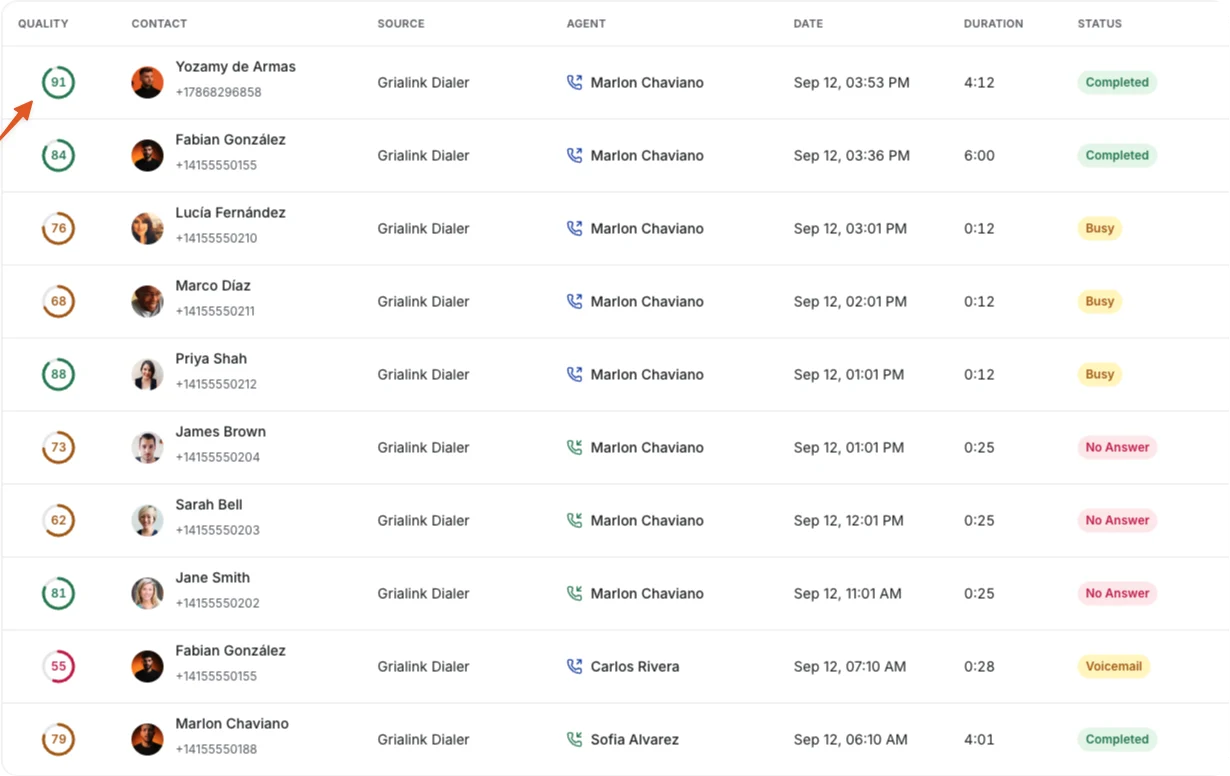 QUALITY CONTACT SOURCE AGENT DATE DURATION STATUS
91 Yozamy de Armas +17868296858 Grialink Dialer Marlon Chaviano Sep 12, 03:53 PM 4:12 Completed
84 Fabian González +14155550155 Grialink Dialer Marlon Chaviano Sep 12, 03:36 PM 6:00 Completed
76 Lucía Fernández +14155550210 Grialink Dialer Marlon Chaviano Sep 12, 03:01 PM 0:12 Busy
68 Marco Díaz +14155550211 Grialink Dialer Marlon Chaviano Sep 12, 02:01 PM 0:12 Busy
88 Priya Shah +14155550212 Grialink Dialer Marlon Chaviano Sep 12, 01:01 PM 0:12 Busy
73 James Brown +14155550204 Grialink Dialer Marlon Chaviano Sep 12, 01:01 PM 0:25 No Answer
62 Sarah Bell +14155550203 Grialink Dialer Marlon Chaviano Sep 12, 12:01 PM 0:25 No Answer
81 Jane Smith +14155550202 Grialink Dialer Marlon Chaviano Sep 12, 11:01 AM 0:25 No Answer
55 Fabian González +14155550155 Grialink Dialer Carlos Rivera Sep 12, 07:10 AM 0:28 Voicemail
79 Marlon Chaviano +14155550188 Grialink Dialer Sofia Alvarez Sep 12, 06:10 AM 4:01 Completed